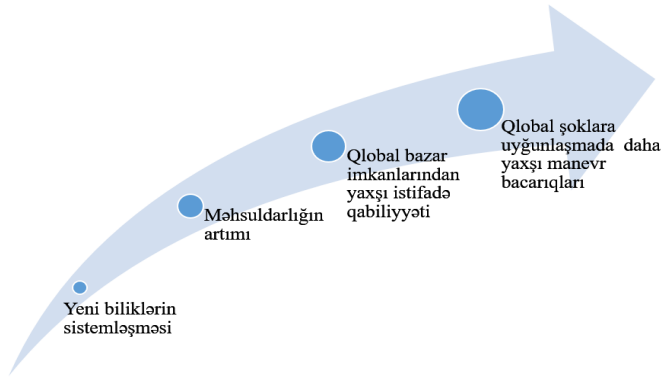 Yeni biliklərin
sistemləşməsi
Məhsuldarlığın
artımı
Qlobal bazar
imkanlarından
yaxşı istifadə
qabiliyyəti
Qlobal şoklara
uyğunlaşmada daha
yaxşı manevr
bacarıqları